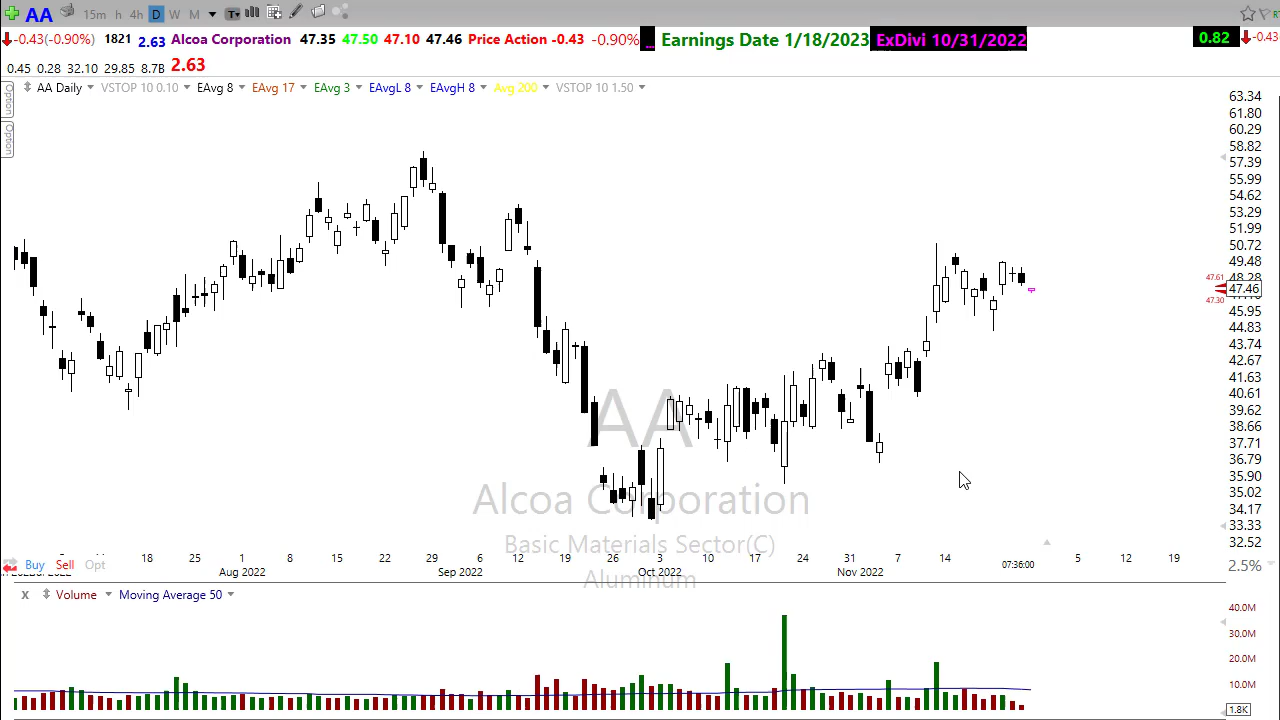 AA 15m h 4h D W M T
-0.43(-0.90%) 1821 2.63 Alcoa Corporation 47.35 47.50 47.10 47.46 Price Action -0.43 -0.90% ... Earnings Date 1/18/2023 ExDivi 10/31/2022 0.82 -0.43
0.45 0.28 32.10 29.85 8.7B 2.63
Option
Option
AA Daily VSTOP 10 0.10 EAvg 8 EAvg 17 EAvg 3 EAvgL 8 EAvgH 8 Avg 200 VSTOP 10 1.50
63.34
61.80
60.29
58.82
57.39
55.99
54.62
53.29
51.99
50.72
49.48
48.28
47.61
47.46
47.30
45.95
44.83
43.74
42.67
41.63
40.61
39.62
38.66
37.71
36.79
35.90
35.02
34.17
33.33
32.52
AA
Alcoa Corporation
Basic Materials Sector(C)
Aluminum
18 25 1 8 15 22 29 6 12 19 26 3 10 17 24 31 7 14 5 12 19
Aug 2022 Sep 2022 Oct 2022 Nov 2022 07:36:00
Buy Sell Opt 2.5%
x Volume Moving Average 50
40.0M
30.0M
20.0M
10.0M
1.8K